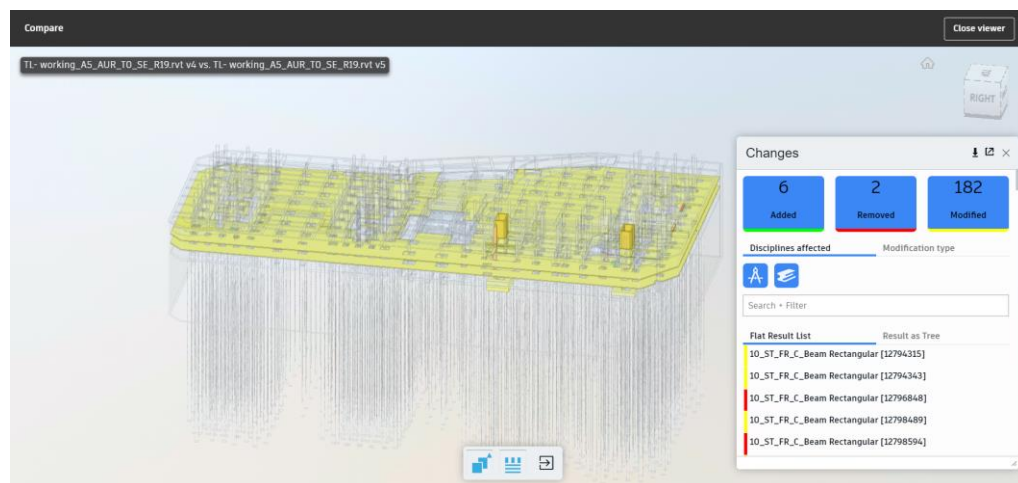 Compare
Close viewer
TL- working_A5_AUR_TO_SE_R19.rvt v4 vs. TL- working_A5_AUR_TO_SE_R19.rvt v5
RIGHT
Changes
6
Added
2
Removed
182
Modified
Disciplines affected
Modification type
Search • Filter
Flat Result List
Result as Tree
10_ST_FR_C_Beam Rectangular [12794315]
10_ST_FR_C_Beam Rectangular [12794343]
10_ST_FR_C_Beam Rectangular [12796848]
10_ST_FR_C_Beam Rectangular [12798489]
10_ST_FR_C_Beam Rectangular [12798594]